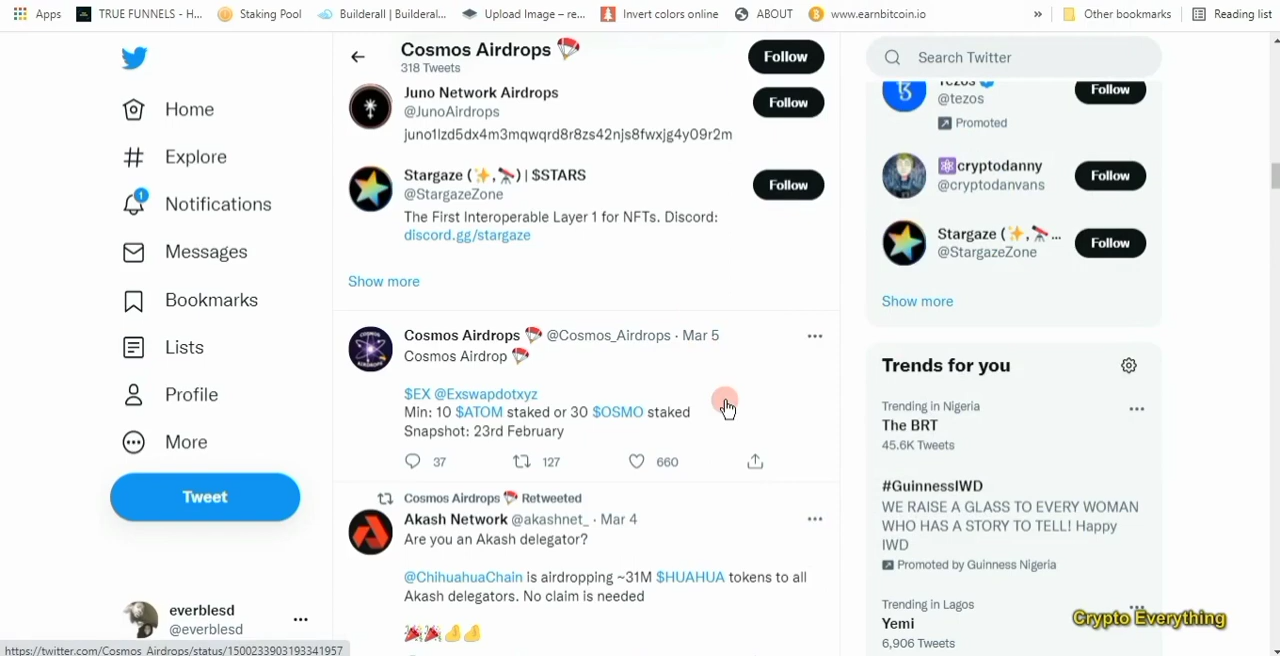 Apps
TRUE FUNNELS - H...
Staking Pool
Builderall | Builderal...
Upload Image – re...
Invert colors online
ABOUT
www.earnbitcoin.io
»
Other bookmarks
Reading list
Home
Explore
1
Notifications
Messages
Bookmarks
Lists
Profile
More
Tweet
everblesd
@everblesd
Cosmos Airdrops
318 Tweets
Follow
Juno Network Airdrops
@JunoAirdrops
Follow
juno1lzd5dx4m3mqwqrd8r8zs42njs8fwxjg4y09r2m
Stargaze (✨,🔭) | $STARS
@StargazeZone
Follow
The First Interoperable Layer 1 for NFTs. Discord:
discord.gg/stargaze
Show more
Cosmos Airdrops 🪂 @Cosmos_Airdrops · Mar 5
Cosmos Airdrop 🪂
$EX @Exswapdotxyz
Min: 10 $ATOM staked or 30 $OSMO staked
Snapshot: 23rd February
37 127 660
Cosmos Airdrops 🪂 Retweeted
Akash Network @akashnet_ · Mar 4
Are you an Akash delegator?
@ChihuahuaChain is airdropping ~31M $HUAHUA tokens to all
Akash delegators. No claim is needed
Search Twitter
Tezos
@tezos
Follow
Promoted
cryptodanny
@cryptodanvans
Follow
Stargaze (✨,🔭...
@StargazeZone
Follow
Show more
Trends for you
Trending in Nigeria
The BRT
45.6K Tweets
#GuinnessIWD
WE RAISE A GLASS TO EVERY WOMAN
WHO HAS A STORY TO TELL! Happy
IWD
Promoted by Guinness Nigeria
Trending in Lagos
Yemi
6,906 Tweets
Crypto Everything
https://twitter.com/Cosmos_Airdrops/status/1500233903193341957